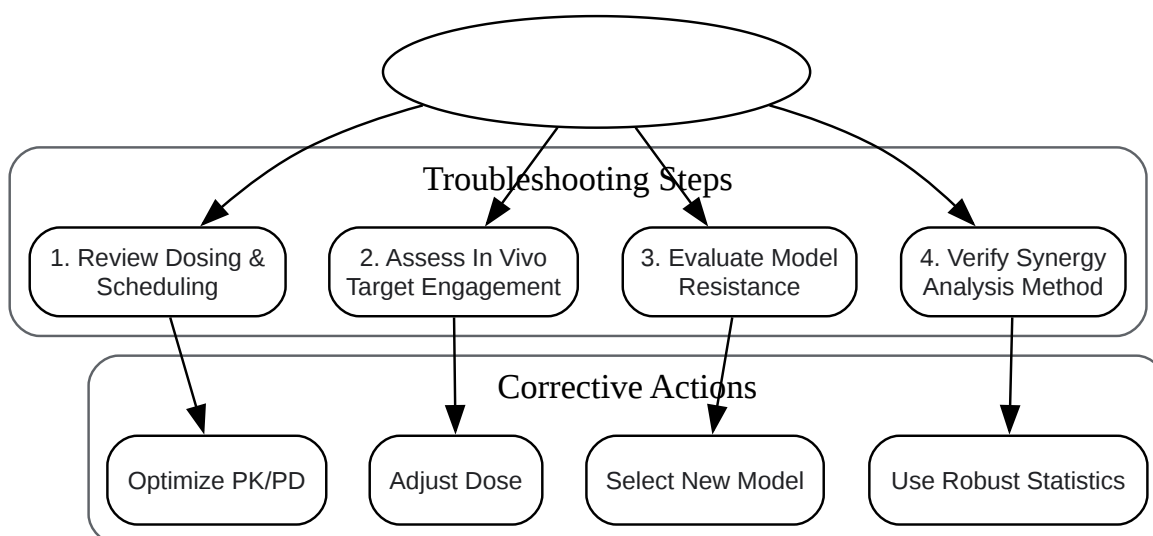 Troubleshooting Steps
1. Review Dosing &
Scheduling
2. Assess In Vivo
Target Engagement
3. Evaluate Model
Resistance
4. Verify Synergy
Analysis Method
Corrective Actions
Optimize PK/PD
Adjust Dose
Select New Model
Use Robust Statistics